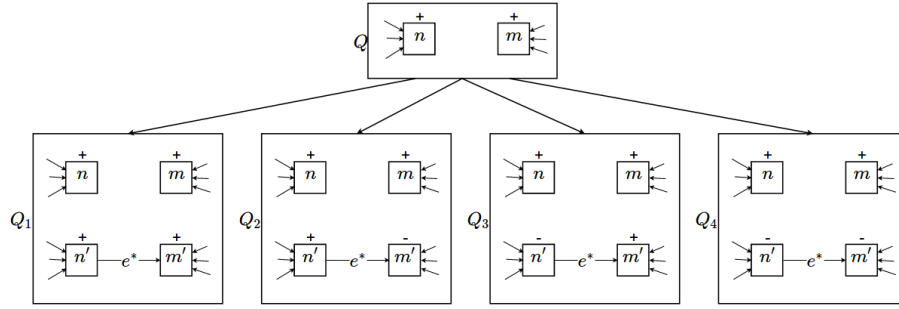 + +
Q n m
+ + + + + + + +
n m n m n m n m
Q₁ Q₂ Q₃ Q₄
+ + + - - + - -
n′ e* m′ n′ e* m′ n′ e* m′ n′ e* m′